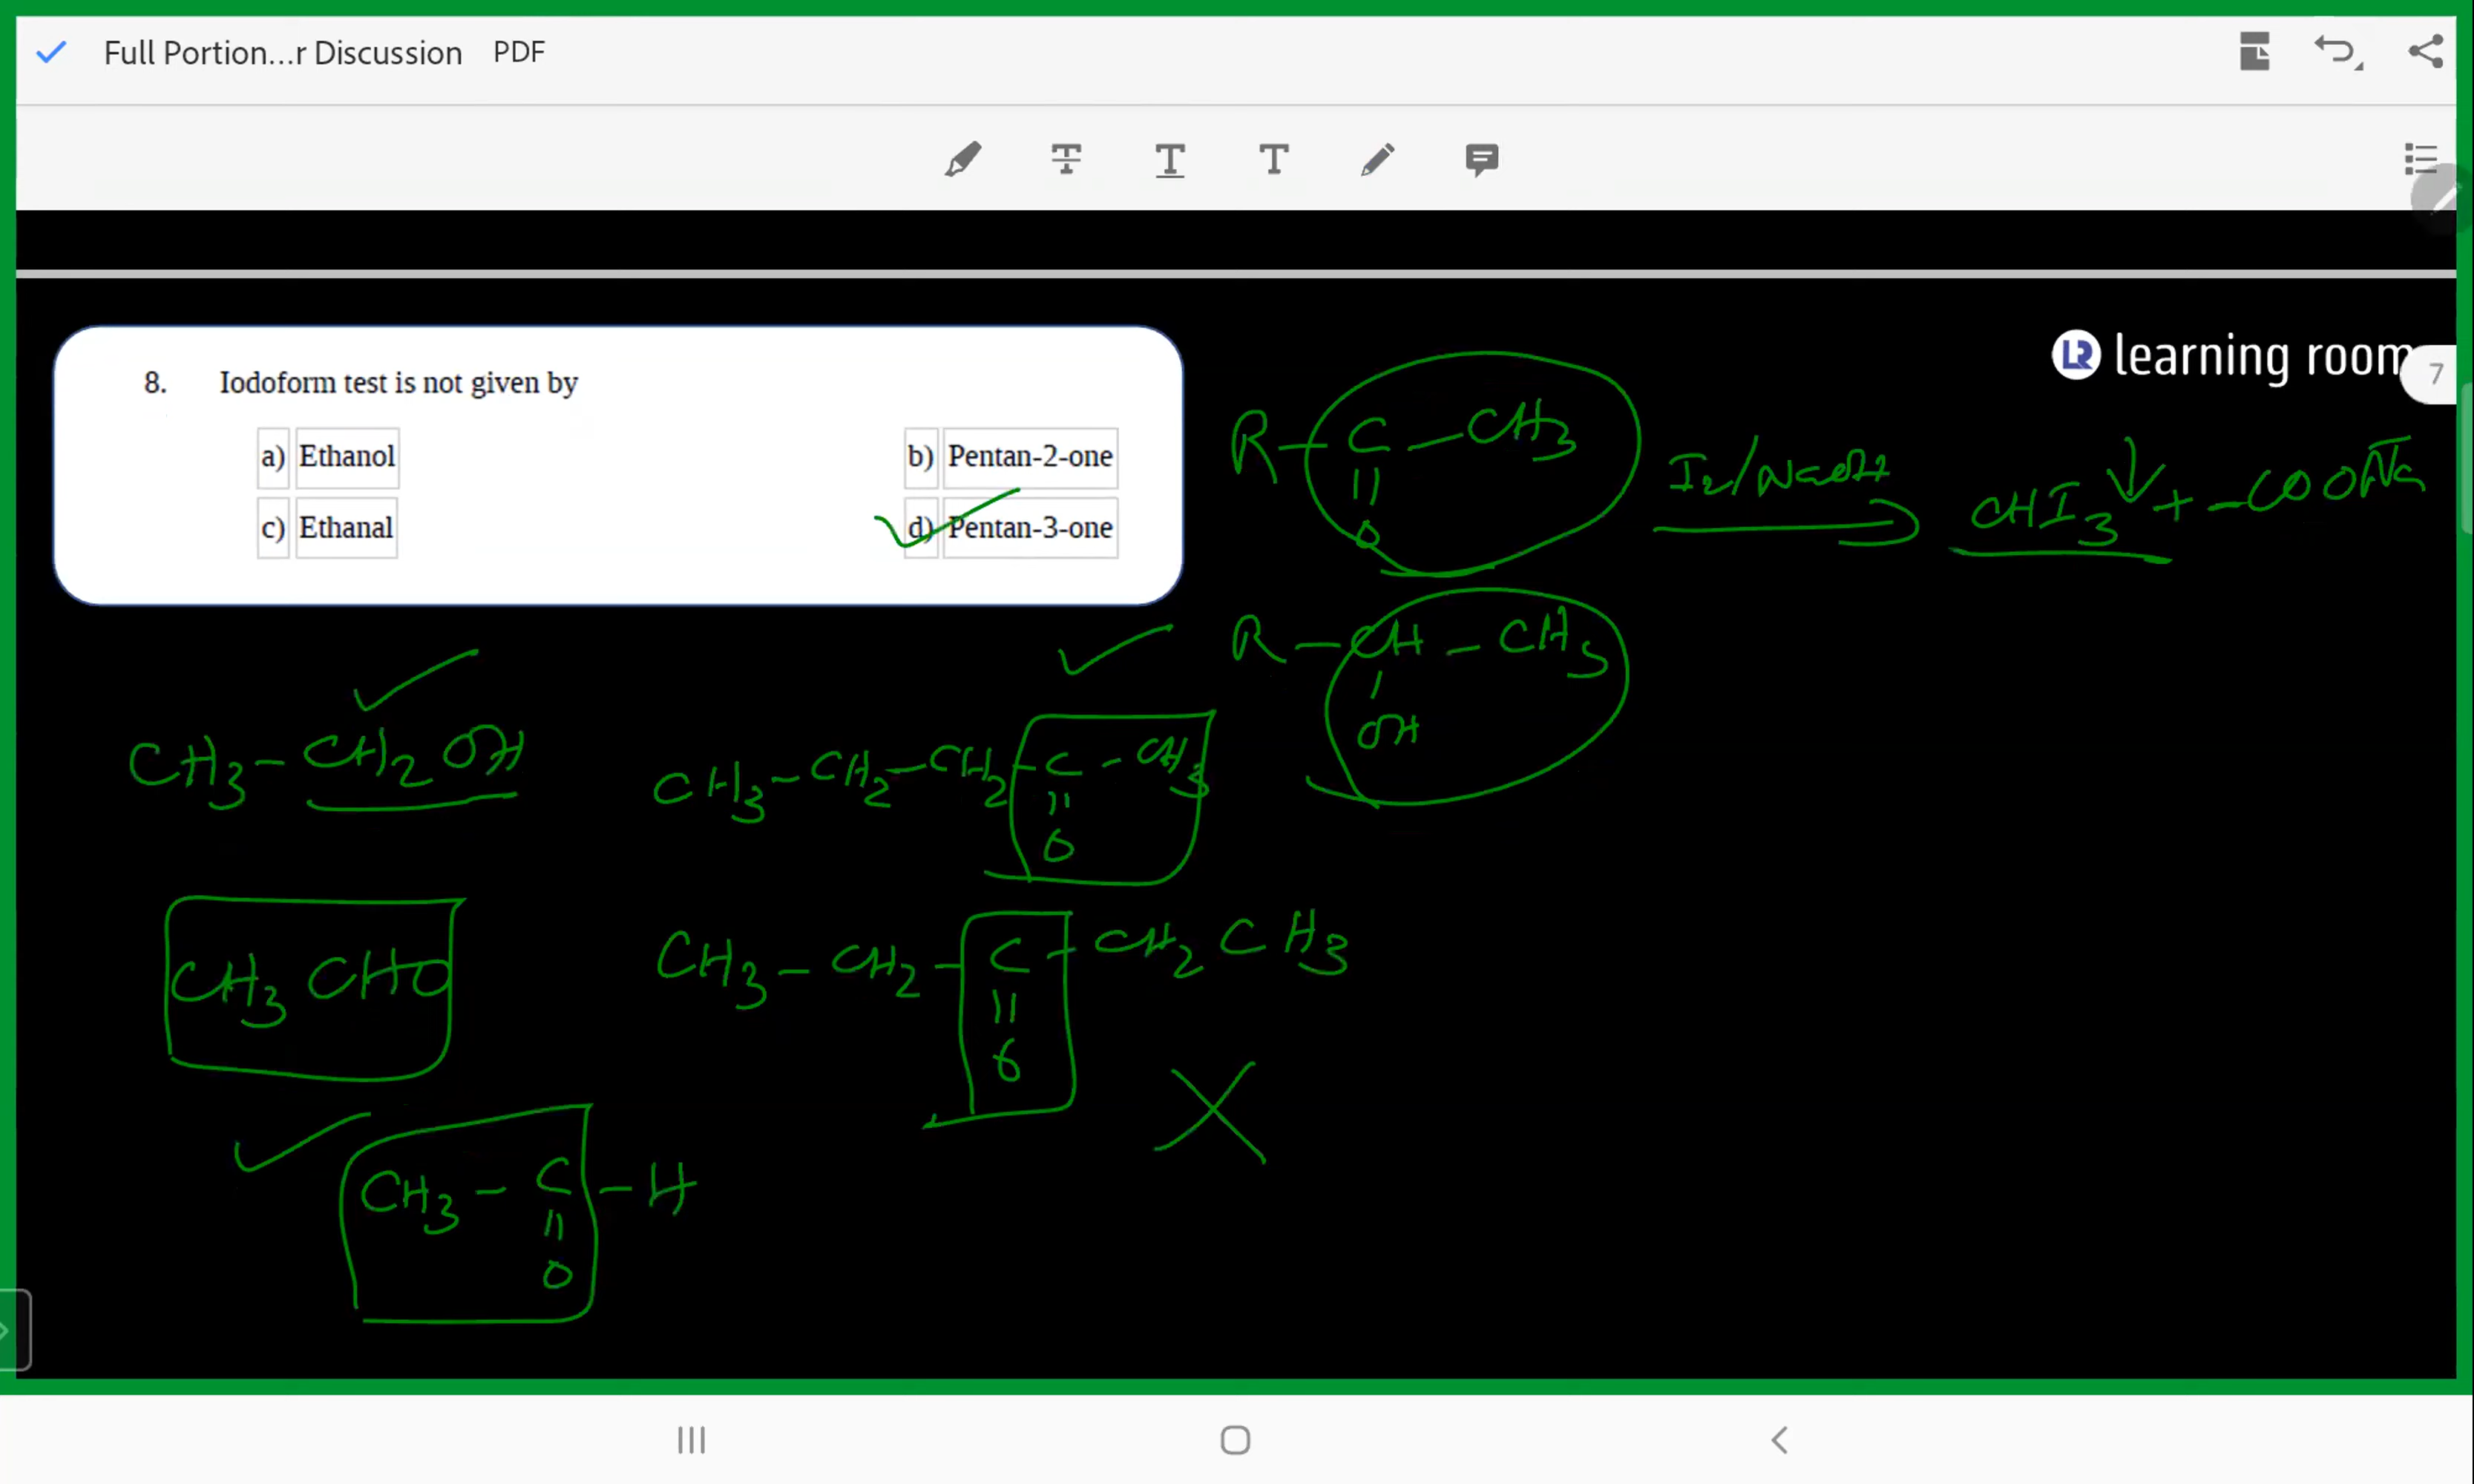 Full Portion...r Discussion PDF
learning room
7
8. Iodoform test is not given by
a) Ethanol b) Pentan-2-one
c) Ethanal d) Pentan-3-one
R-C-CH3 I2/NaOH CHI3↓ + -COONa
||
O
R-CH-CH3
|
OH
CH3-CH2OH
CH3-CH2-CH2-C-CH3
||
O
CH3CHO
CH3-CH2-C-CH2CH3
||
O
CH3-C-H
||
O